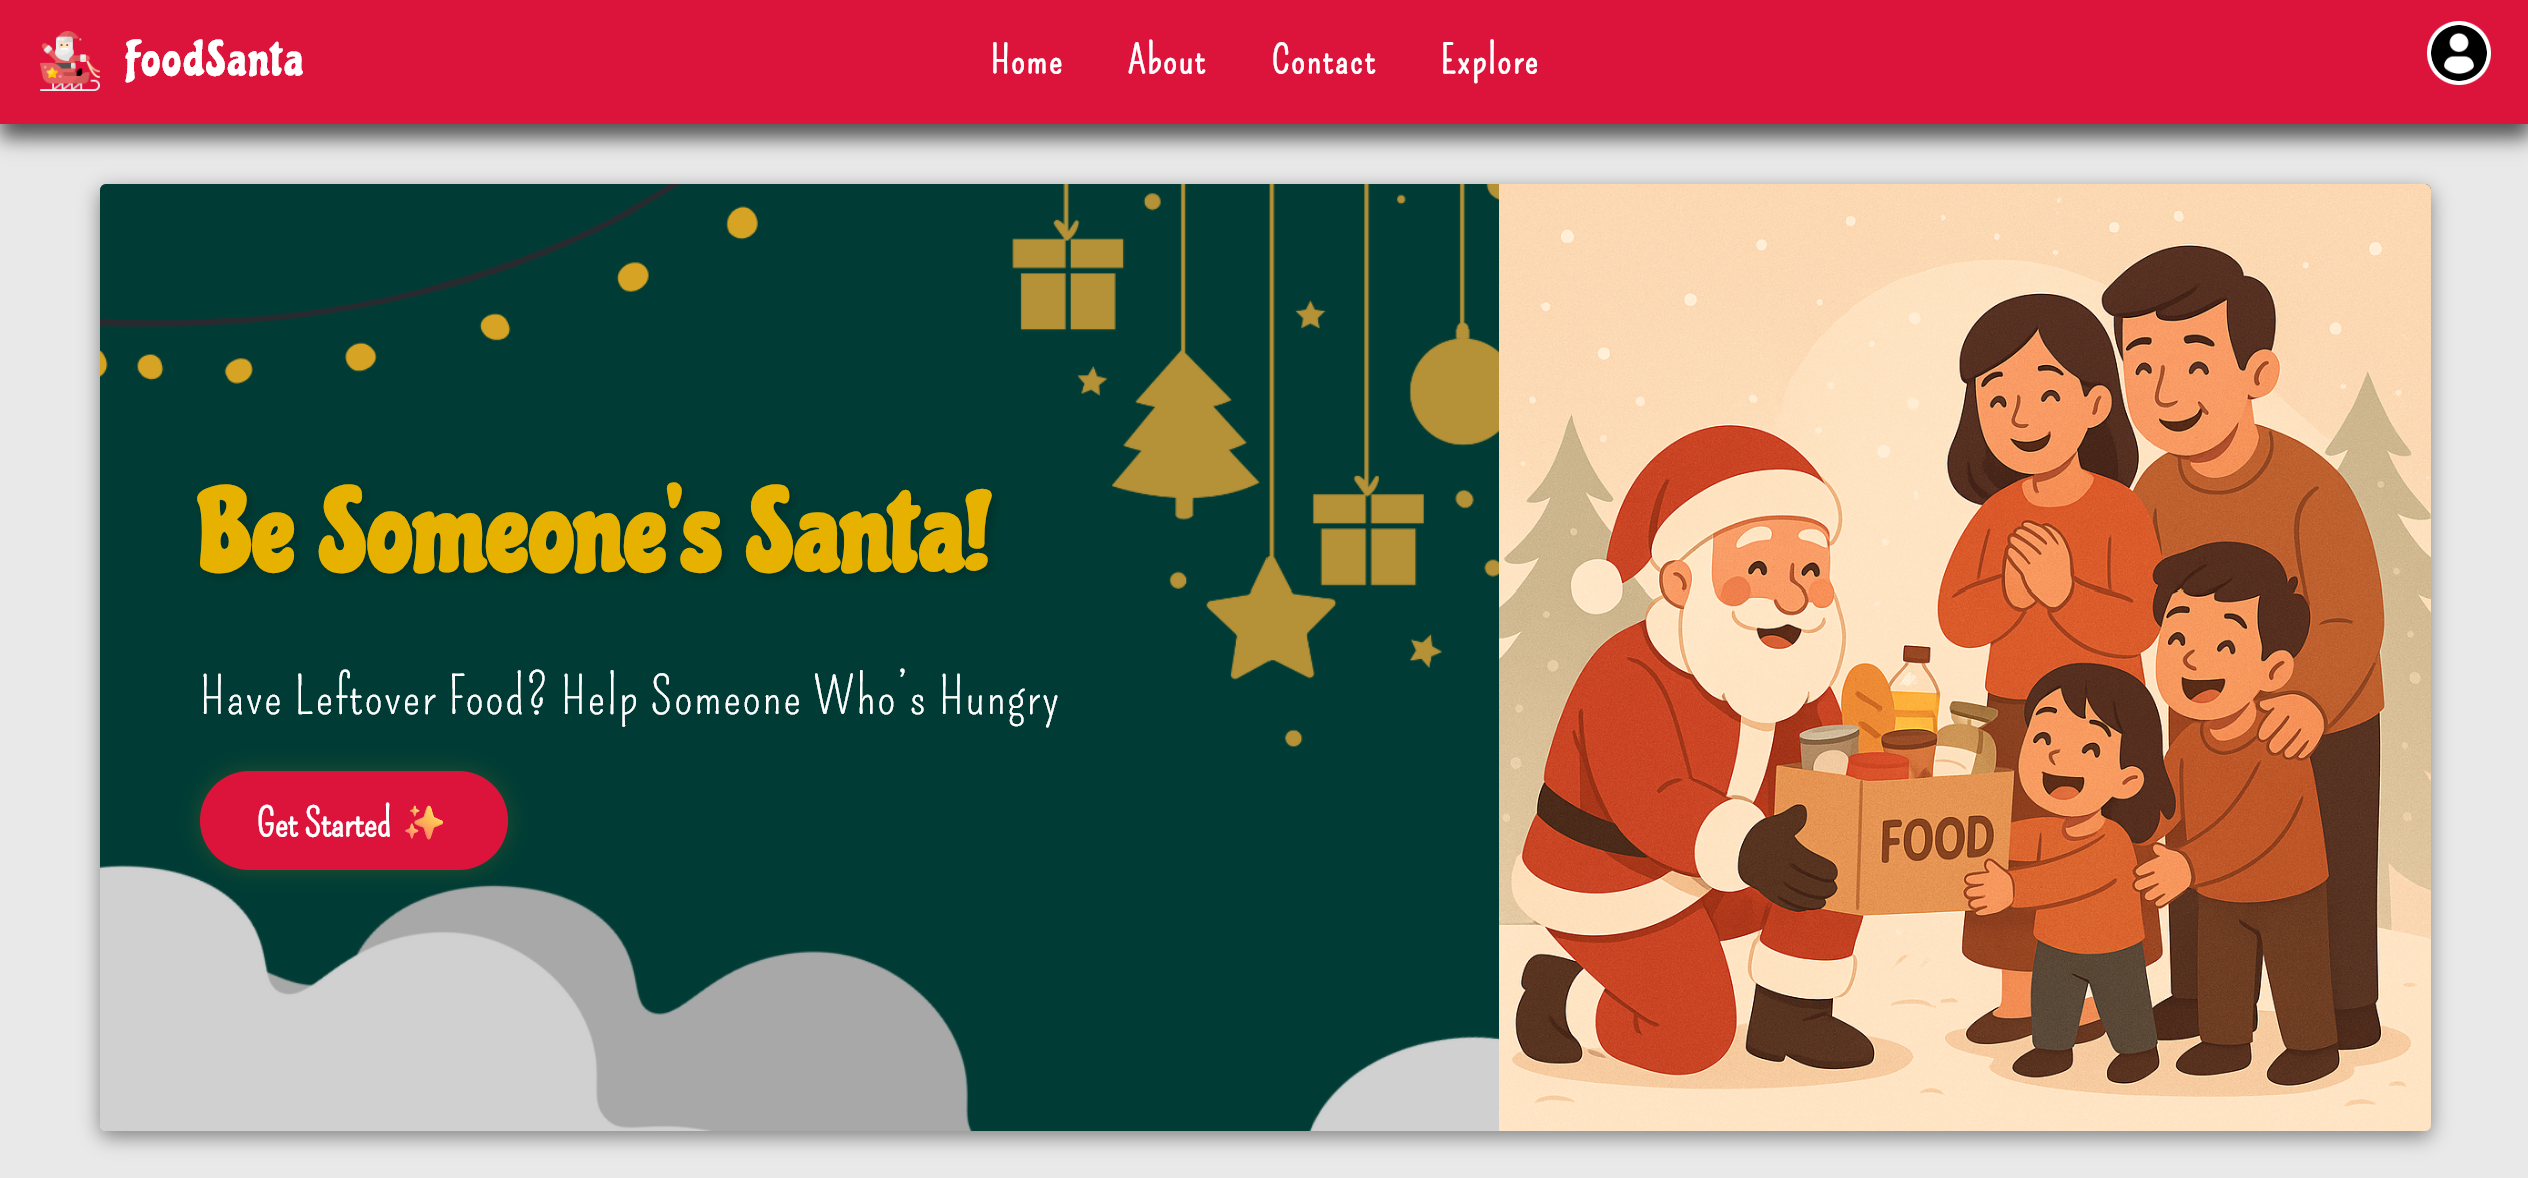 FoodSanta
Home About Contact Explore
Be Someone's Santa!
Have Leftover Food? Help Someone Who's Hungry
Get Started ✨
FOOD